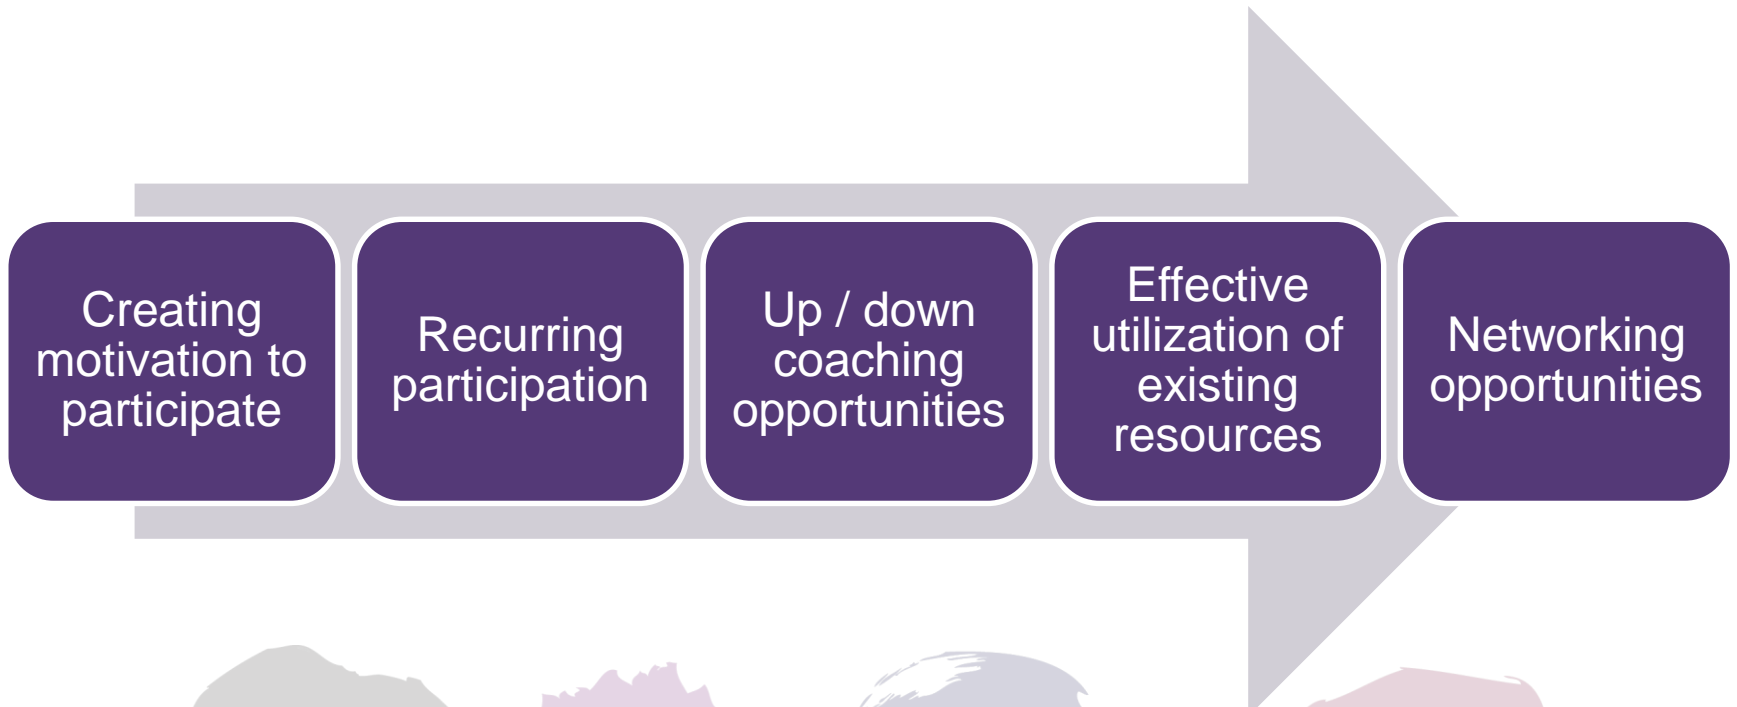 Creating
motivation to
participate
Recurring
participation
Up / down
coaching
opportunities
Effective
utilization of
existing
resources
Networking
opportunities